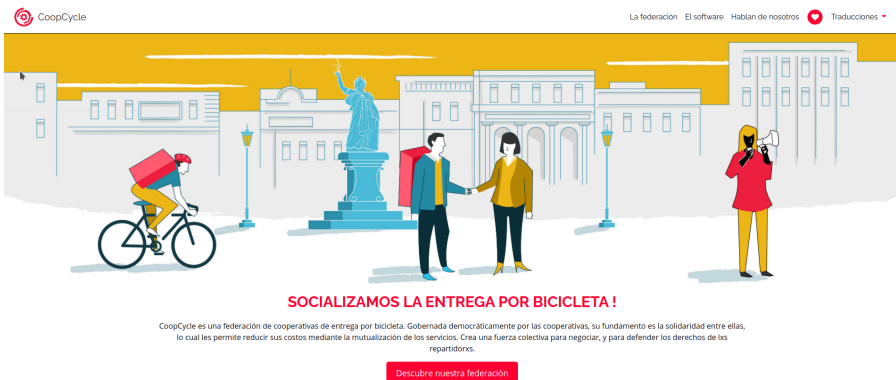 CoopCycle
La federación El software Hablan de nosotros Traducciones
SOCIALIZAMOS LA ENTREGA POR BICICLETA !
CoopCycle es una federación de cooperativas de entrega por bicicleta. Gobernada democráticamente por las cooperativas, su fundamento es la solidaridad entre ellas,
lo cual les permite reducir sus costos mediante la mutualización de los servicios. Crea una fuerza colectiva para negociar, y para defender los derechos de lxs
repartidorxs.
Descubre nuestra federación